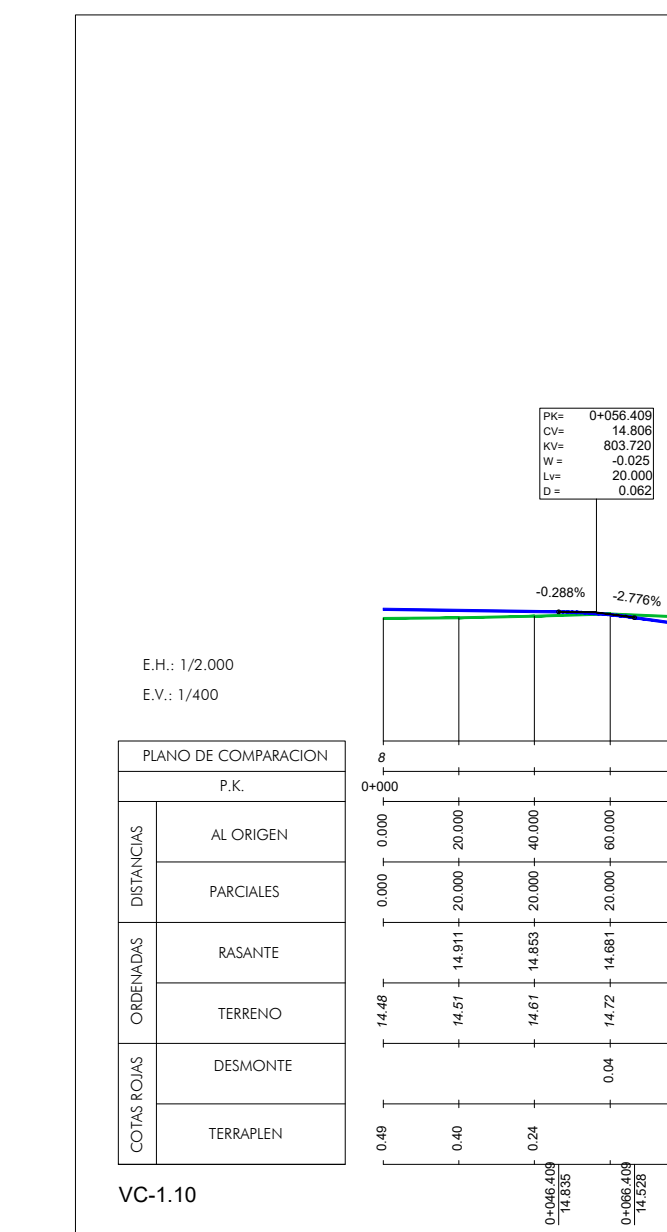 PK= 0+056.409
CV= 14.806
KV= 803.720
W = -0.025
Lv= 20.000
D = 0.062
-0.288% -2.776%
E.H.: 1/2.000
E.V.: 1/400
PLANO DE COMPARACION 8
P.K. 0+000
DISTANCIAS
AL ORIGEN 0.000 20.000 40.000 60.000
PARCIALES 0.000 20.000 20.000 20.000
ORDENADAS
RASANTE 14.911 14.853 14.681
TERRENO 14.48 14.51 14.61 14.72
COTAS ROJAS
DESMONTE 0.04
TERRAPLEN 0.49 0.40 0.24
0+046.409
14.835
0+066.409
14.528
VC-1.10